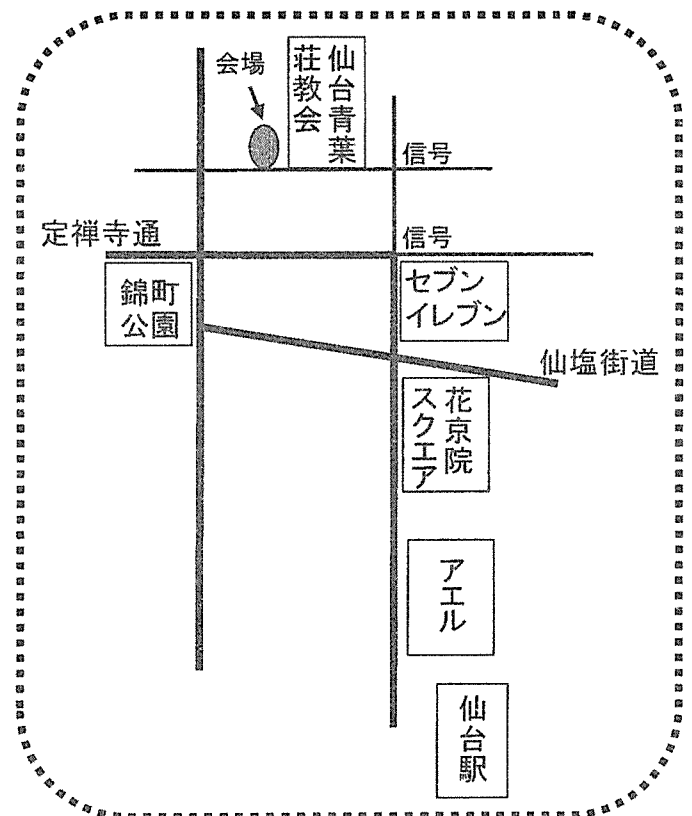 会場
仙台青葉
荘教会
信号
定禅寺通
信号
錦町
公園
セブン
イレブン
仙塩街道
花京院
スクエア
アエル
仙台駅